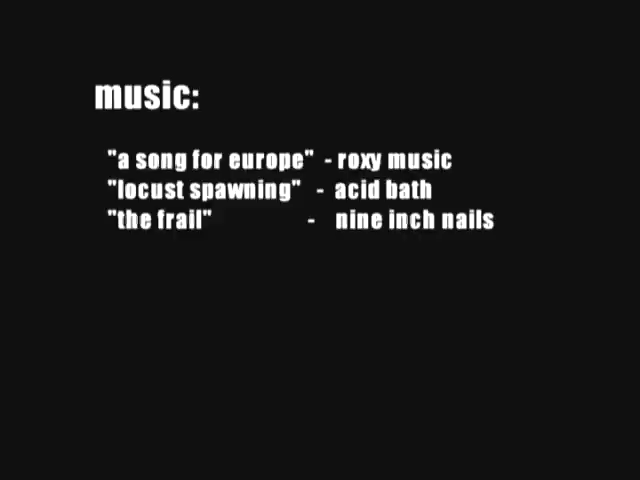 music:
"a song for europe" - roxy music
"locust spawning" - acid bath
"the frail" - nine inch nails